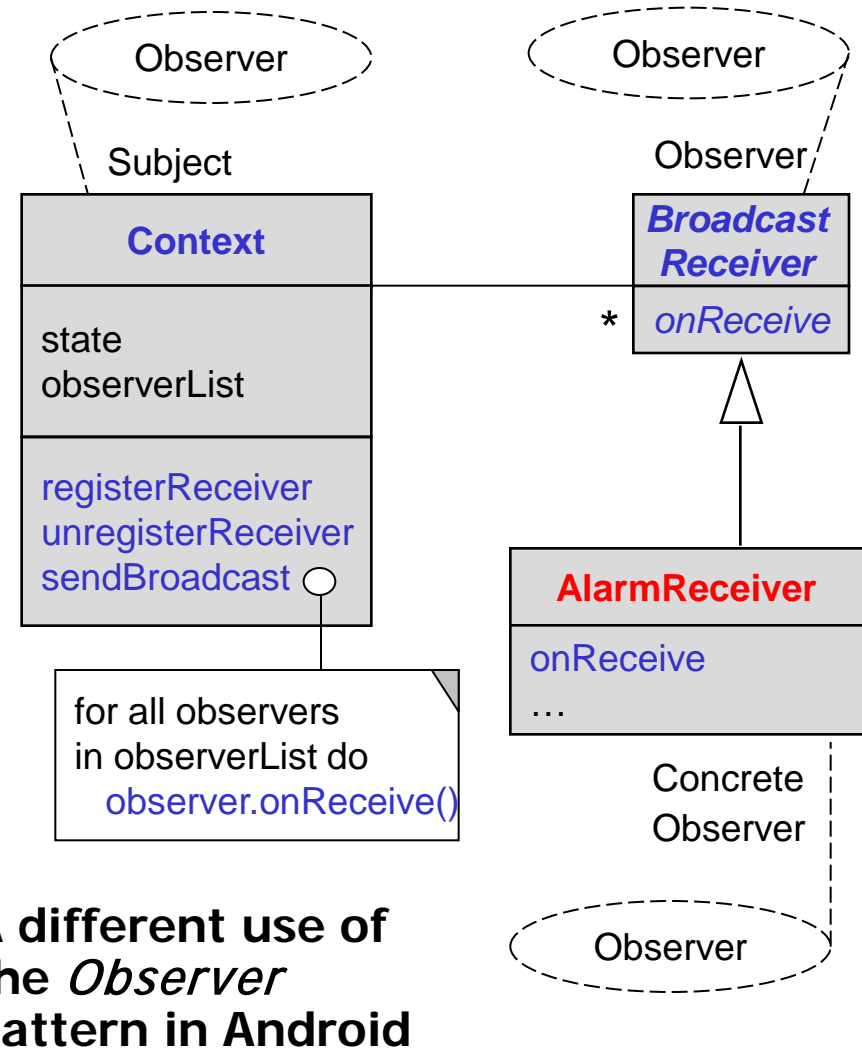 Observer
Observer
Subject
Observer
Context
Broadcast
Receiver
state
observerList
*
onReceive
registerReceiver
unregisterReceiver
sendBroadcast
AlarmReceiver
onReceive
…
for all observers
in observerList do
observer.onReceive()
Concrete
Observer
Observer
different use of
he Observer
attern in Android